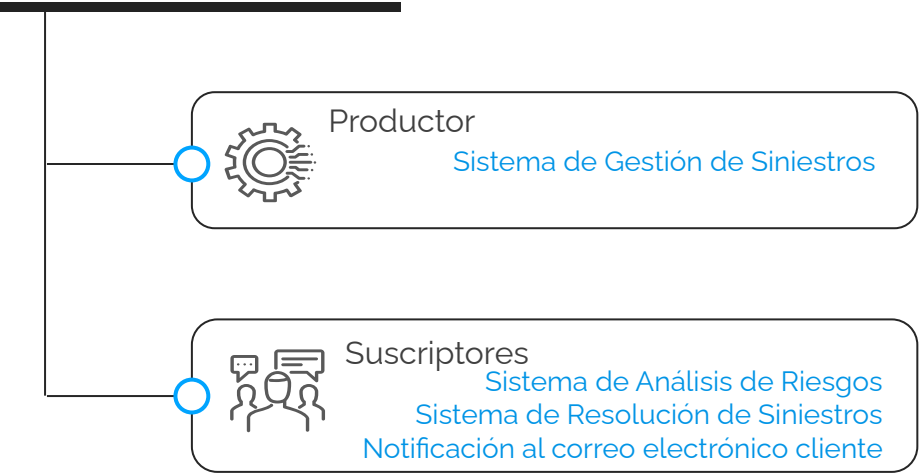 Productor
Sistema de Gestión de Siniestros
Suscriptores
Sistema de Análisis de Riesgos
Sistema de Resolución de Siniestros
Notificación al correo electrónico cliente